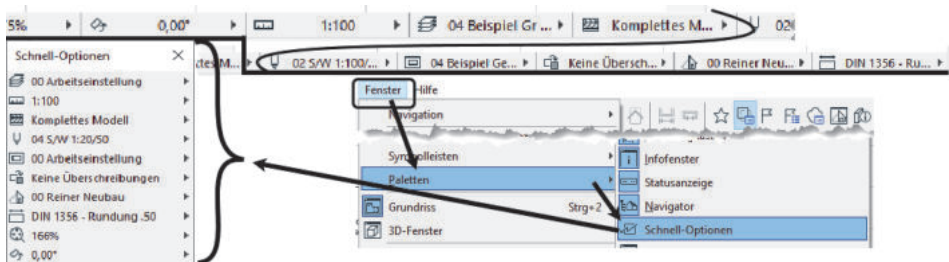 5% 0,00° 1:100 04 Beispiel Gr ... Komplettes M...
02 S/W 1:100/... 04 Beispiel Ge... Keine Übersch... 00 Reiner Neu... DIN 1356 - Ru...
Schnell-Optionen
00 Arbeitseinstellung
1:100
Komplettes Modell
04 S/W 1:20/50
00 Arbeitseinstellung
Keine Überschreibungen
00 Reiner Neubau
DIN 1356 - Rundung .50
166%
0,00°
Fenster Hilfe
Navigation
Symbolleisten
Paletten
Grundriss Strg+2
3D-Fenster
Infofenster
Statusanzeige
Navigator
Schnell-Optionen